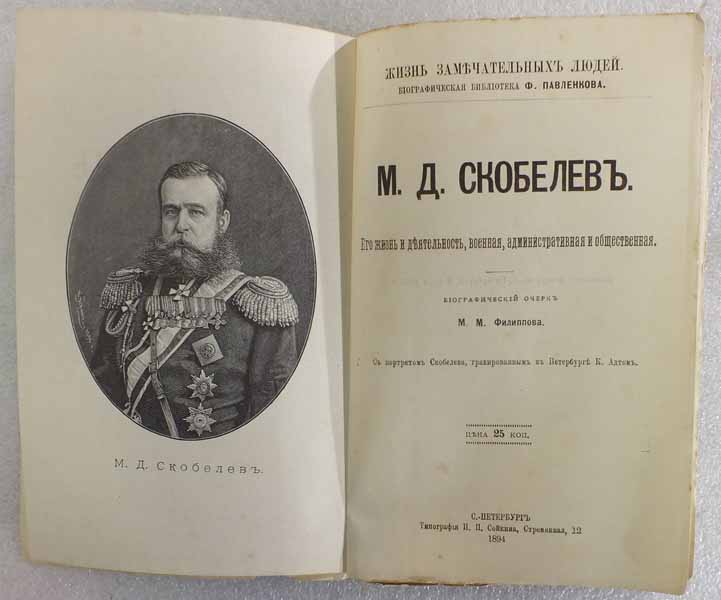 М. Д. Скобелевъ.
ЖИЗНЬ ЗАМѢЧАТЕЛЬНЫХЪ ЛЮДЕЙ.
БІОГРАФИЧЕСКАЯ БИБЛІОТЕКА Ф. ПАВЛЕНКОВА.
М. Д. СКОБЕЛЕВЪ.
Его жизнь и дѣятельность, военная, административная и общественная.
БІОГРАФИЧЕСКІЙ ОЧЕРКЪ
М. М. Филиппова.
Съ портретомъ Скобелева, гравированнымъ въ Петербургѣ К. Адтомъ.
ЦѢНА 25 КОП.
С.-ПЕТЕРБУРГЪ
Типографія П. П. Сойкина, Стремянная, 12
1894